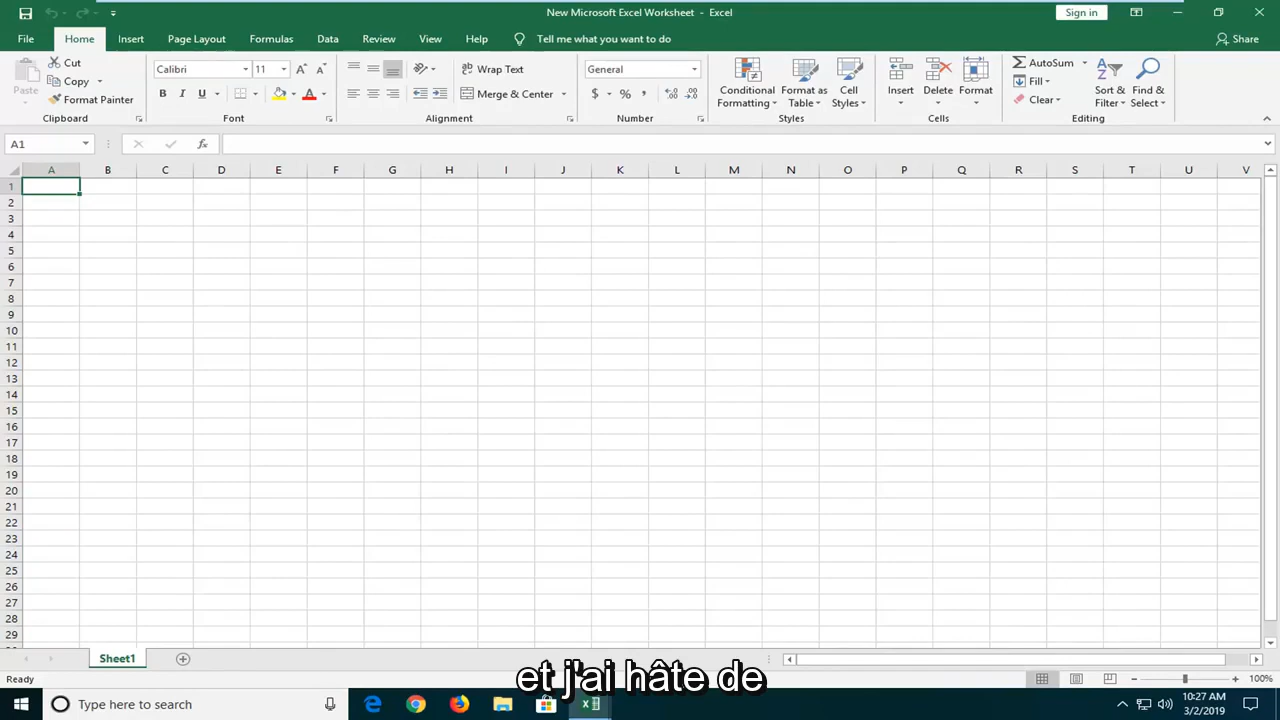 New Microsoft Excel Worksheet - Excel
Sign in
File Home Insert Page Layout Formulas Data Review View Help Tell me what you want to do Share
Paste
Cut
Copy
Format Painter
Clipboard
Calibri 11
B I U A
Font
Wrap Text
Merge & Center
Alignment
General
$ % ,
Number
Conditional Formatting
Format as Table
Cell Styles
Styles
Insert
Delete
Format
Cells
AutoSum
Fill
Clear
Sort & Filter
Find & Select
Editing
A1 fx
A B C D E F G H I J K L M N O P Q R S T U V
1
2
3
4
5
6
7
8
9
10
11
12
13
14
15
16
17
18
19
20
21
22
23
24
25
26
27
28
29
Sheet1
et j'ai hâte de
Ready
100%
Type here to search
10:27 AM
3/2/2019